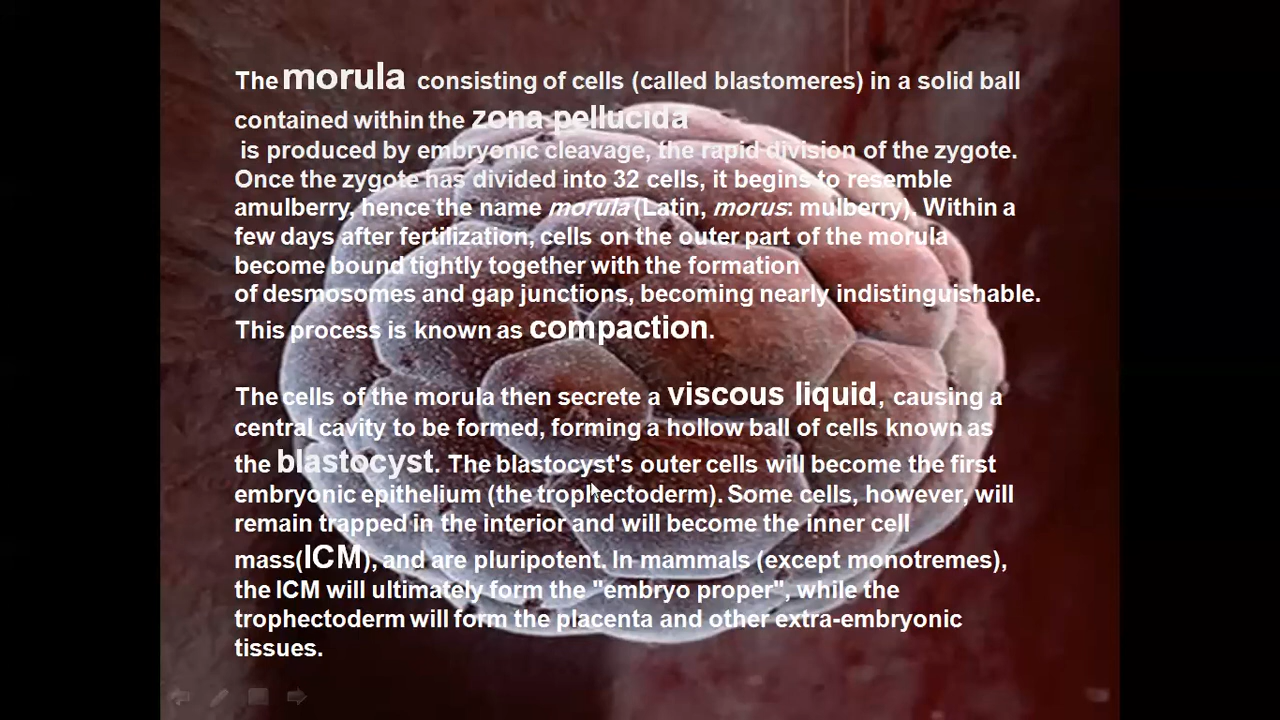 The morula consisting of cells (called blastomeres) in a solid ball
contained within the zona pellucida
is produced by embryonic cleavage, the rapid division of the zygote.
Once the zygote has divided into 32 cells, it begins to resemble
amulberry, hence the name morula (Latin, morus: mulberry). Within a
few days after fertilization, cells on the outer part of the morula
become bound tightly together with the formation
of desmosomes and gap junctions, becoming nearly indistinguishable.
This process is known as compaction.
The cells of the morula then secrete a viscous liquid, causing a
central cavity to be formed, forming a hollow ball of cells known as
the blastocyst. The blastocyst's outer cells will become the first
embryonic epithelium (the trophectoderm). Some cells, however, will
remain trapped in the interior and will become the inner cell
mass(ICM), and are pluripotent. In mammals (except monotremes),
the ICM will ultimately form the "embryo proper", while the
trophectoderm will form the placenta and other extra-embryonic
tissues.